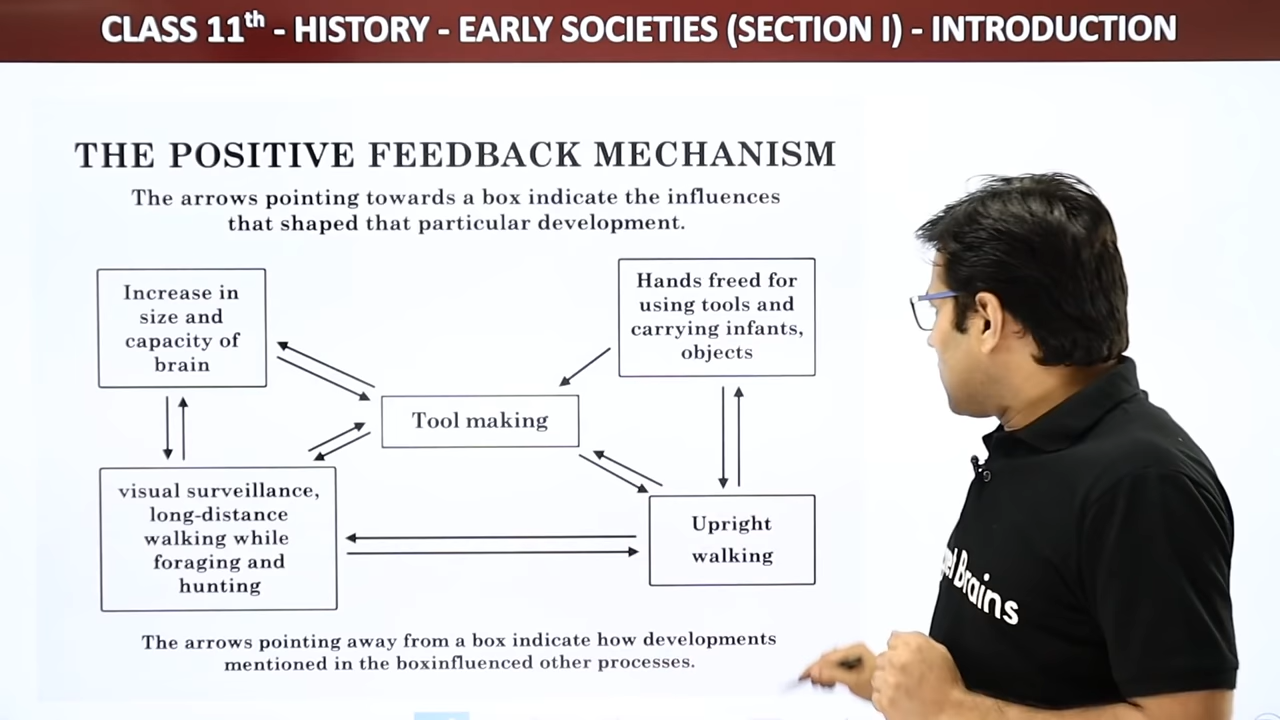 CLASS 11th - HISTORY - EARLY SOCIETIES (SECTION I) - INTRODUCTION
THE POSITIVE FEEDBACK MECHANISM
The arrows pointing towards a box indicate the influences
that shaped that particular development.
Increase in
size and
capacity of
brain
Hands freed for
using tools and
carrying infants,
objects
Tool making
visual surveillance,
long-distance
walking while
foraging and
hunting
Upright
walking
The arrows pointing away from a box indicate how developments
mentioned in the boxinfluenced other processes.
Brains